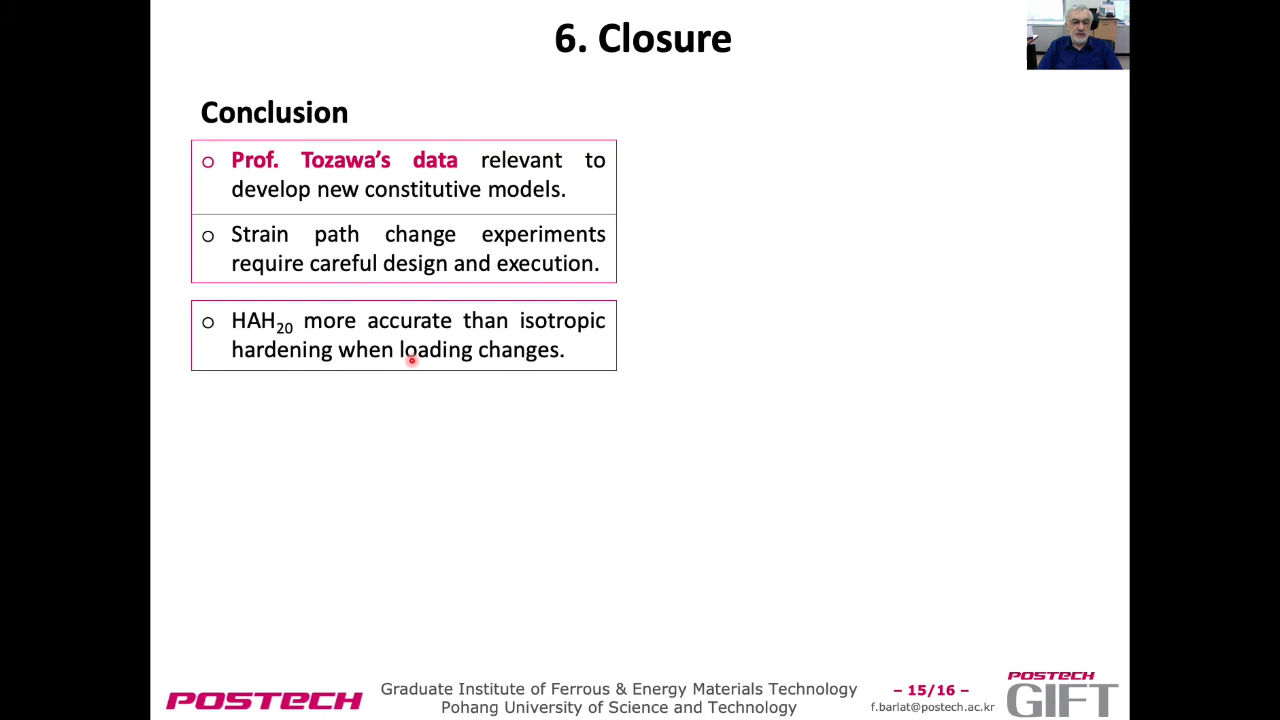 6. Closure
Conclusion
○ Prof. Tozawa's data relevant to
develop new constitutive models.
○ Strain path change experiments
require careful design and execution.
○ HAH₂₀ more accurate than isotropic
hardening when loading changes.
POSTECH
Graduate Institute of Ferrous & Energy Materials Technology
Pohang University of Science and Technology
– 15/16 –
f.barlat@postech.ac.kr
POSTECH
GIFT